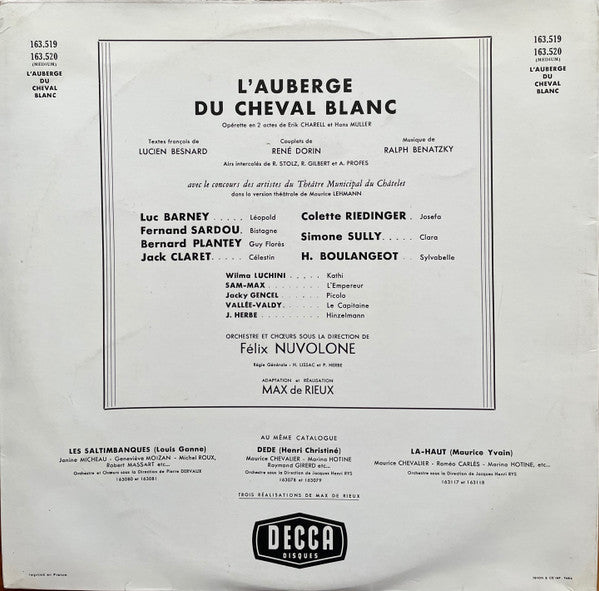 163.519
163.520
(MEDIUM)
L'AUBERGE
DU
CHEVAL
BLANC
163.519
163.520
(MEDIUM)
L'AUBERGE
DU
CHEVAL
BLANC
L'AUBERGE
DU CHEVAL BLANC
Opérette en 2 actes de Erik CHARELL et Hans MULLER
Textes français de
LUCIEN BESNARD
Couplets de
RENÉ DORIN
Musique de
RALPH BENATZKY
Airs intercalés de R. STOLZ, R. GILBERT et A. PROFES
avec le concours des artistes du Théâtre Municipal du Châtelet
dans la version théâtrale de Maurice LEHMANN
Luc BARNEY ..... Léopold
Fernand SARDOU. Bistagne
Bernard PLANTEY Guy Florès
Jack CLARET..... Célestin
Colette RIEDINGER . Josefa
Simone SULLY..... Clara
H. BOULANGEOT .. Sylvabelle
Wilma LUCHINI ..... Kathi
SAM-MAX......... L'Empereur
Jacky GENCEL ..... Picolo
VALLÉE-VALDY..... Le Capitaine
J. HERBE .......... Hinzelmann
ORCHESTRE ET CHŒURS SOUS LA DIRECTION DE
Félix NUVOLONE
Régie Générale - H. LISSAC et P. HERBE
ADAPTATION et RÉALISATION
MAX de RIEUX
LES SALTIMBANQUES (Louis Ganne)
Janine MICHEAU - Geneviève MOIZAN - Michel ROUX,
Robert MASSART etc...
Orchestre et Chœurs sous la Direction de Pierre DERVAUX
163080 et 163081
AU MÊME CATALOGUE
DEDE (Henri Christiné)
Maurice CHEVALIER - Marina HOTINE
Raymond GIRERD etc...
Orchestre sous la Direction de Jacques Henri RYS
163078 et 163079
LA-HAUT (Maurice Yvain)
Maurice CHEVALIER - Roméo CARLÈS - Marina HOTINE, etc...
Orchestre sous la Direction de Jacques Henri RYS
163117 et 163118
TROIS RÉALISATIONS DE MAX DE RIEUX
DECCA
DISQUES
Imprimé en France